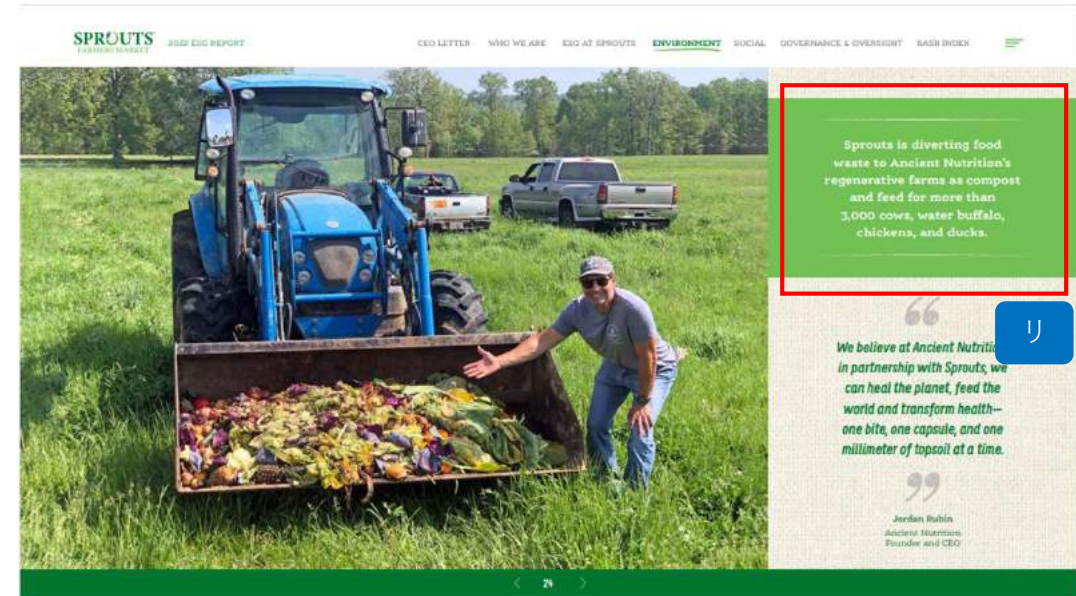 SPROUTS
FARMERS MARKET
2022 ESG REPORT
CEO LETTER WHO WE ARE ESG AT SPROUTS ENVIRONMENT SOCIAL GOVERNANCE & OVERSIGHT SASB INDEX
Sprouts is diverting food
waste to Ancient Nutrition's
regenerative farms as compost
and feed for more than
3,000 cows, water buffalo,
chickens, and ducks.
リ
“
We believe at Ancient
in partnership with Sprouts, we
can heal the planet, feed the
world and transform health—
one bite, one capsule, and one
millimeter of topsoil at a time.
”
Jordan Rubin
Ancient Nutrition
Founder and CEO
< 24 >